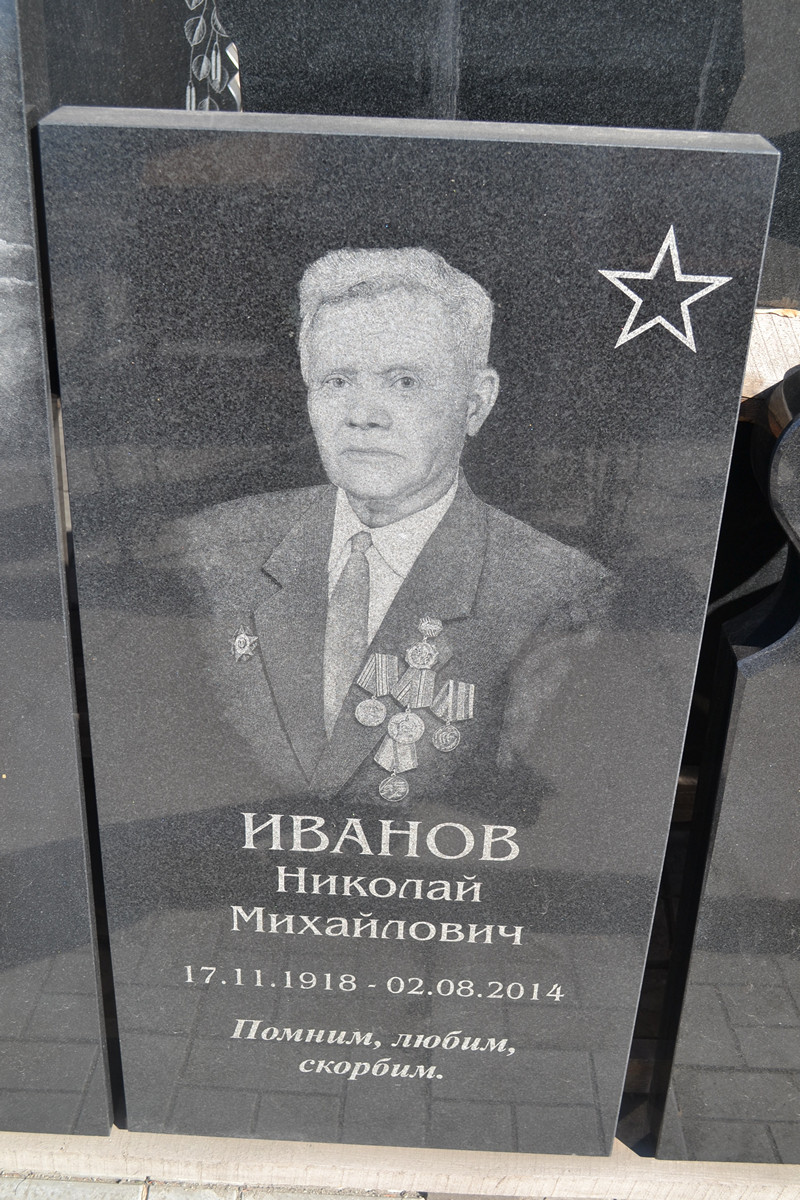 ИВАНОВ
Николай
Михайлович
17.11.1918 - 02.08.2014
Помним, любим,
скорбим.